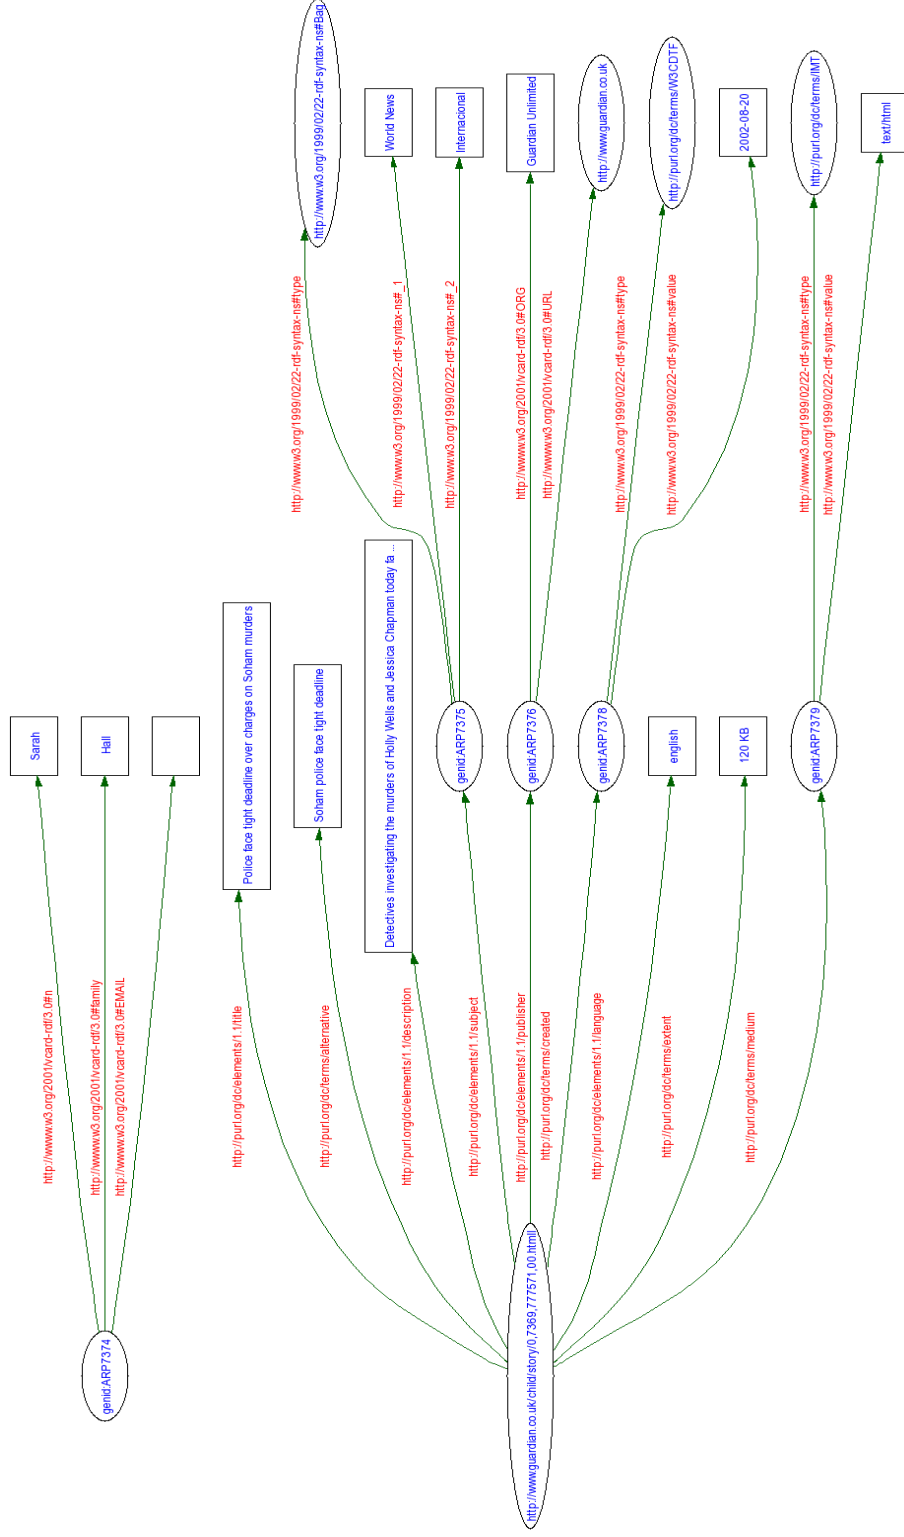 Sarah
http://wwww.w3.org/2001/vcard-rdf/3.0#n
Hall
http://wwww.w3.org/2001/vcard-rdf/3.0#family
http://wwww.w3.org/2001/vcard-rdf/3.0#EMAIL
genid:ARP7374
Police face tight deadline over charges on Soham murders
http://purl.org/dc/elements/1.1/title
Soham police face tight deadline
http://purl.org/dc/terms/alternative
Detectives investigating the murders of Holly Wells and Jessica Chapman today fa ...
http://purl.org/dc/elements/1.1/description
http://www.w3.org/1999/02/22-rdf-syntax-ns#Bag
http://www.w3.org/1999/02/22-rdf-syntax-ns#type
World News
http://www.w3.org/1999/02/22-rdf-syntax-ns#_1
Internacional
http://www.w3.org/1999/02/22-rdf-syntax-ns#_2
genid:ARP7375
http://purl.org/dc/elements/1.1/subject
Guardian Unlimited
http://wwww.w3.org/2001/vcard-rdf/3.0#ORG
http://wwww.w3.org/2001/vcard-rdf/3.0#URL
http://www.guardian.co.uk
genid:ARP7376
http://purl.org/dc/elements/1.1/publisher
http://purl.org/dc/terms/created
http://www.guardian.co.uk/child/story/0,7369,777571,00.htmll
http://purl.org/dc/terms/W3CDTF
http://www.w3.org/1999/02/22-rdf-syntax-ns#type
genid:ARP7378
http://www.w3.org/1999/02/22-rdf-syntax-ns#value
2002-08-20
english
http://purl.org/dc/elements/1.1/language
120 KB
http://purl.org/dc/terms/extent
http://purl.org/dc/terms/IMT
http://www.w3.org/1999/02/22-rdf-syntax-ns#type
http://www.w3.org/1999/02/22-rdf-syntax-ns#value
text/html
genid:ARP7379
http://purl.org/dc/terms/medium